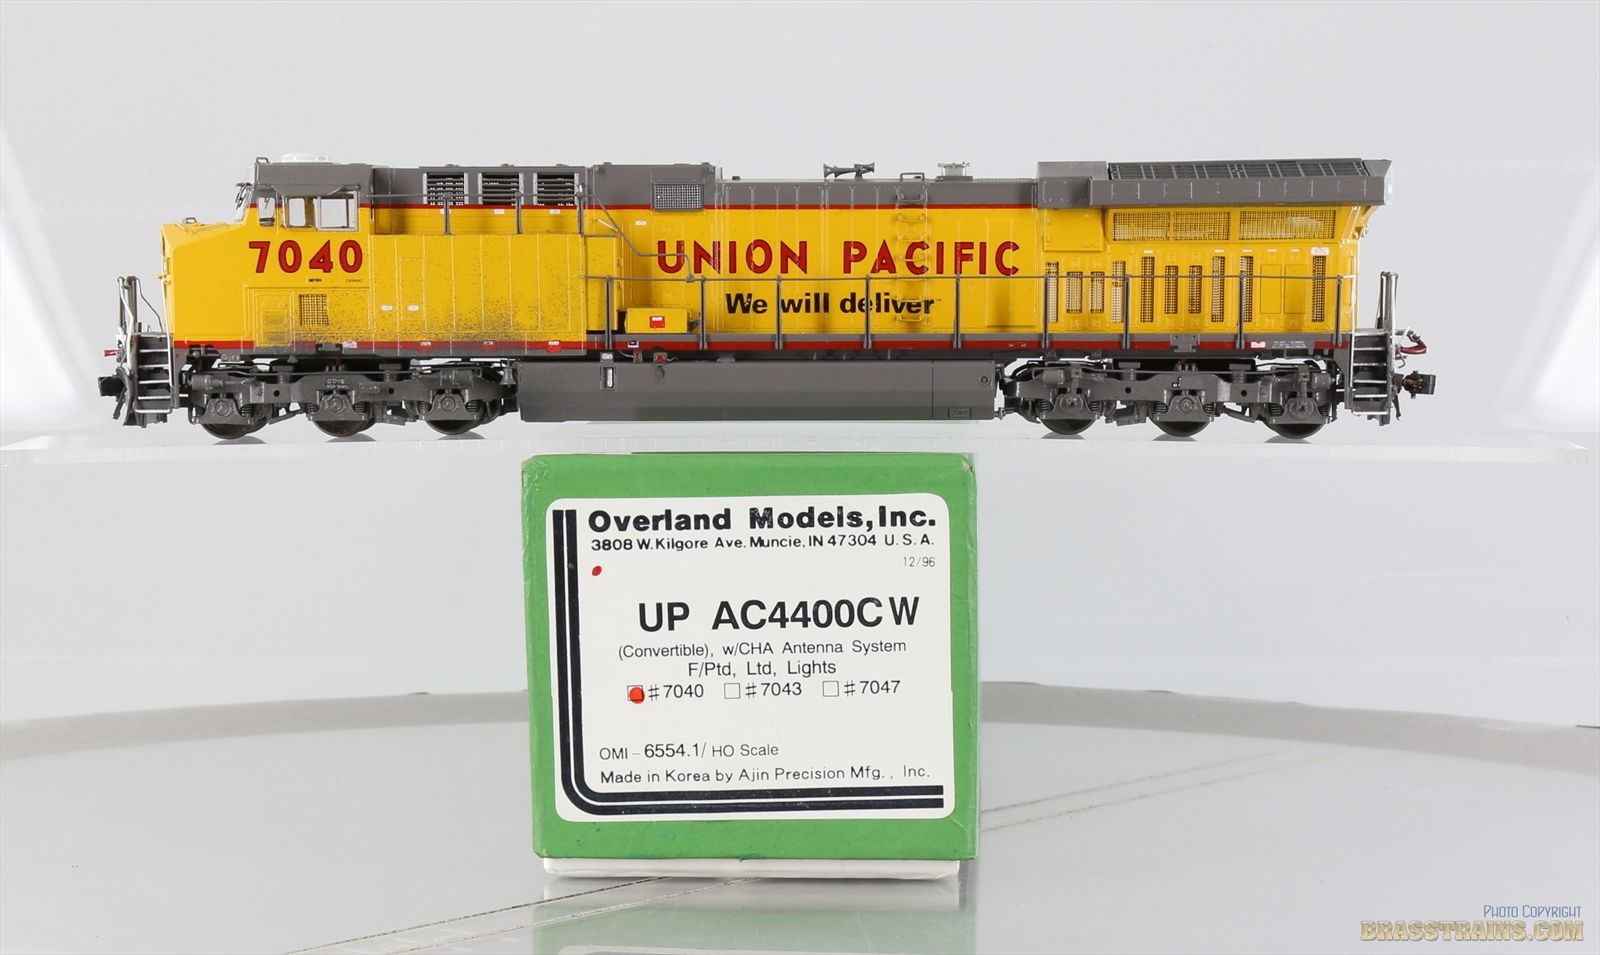 7040
UNION PACIFIC
We will deliver
Overland Models, Inc.
3808 W. Kilgore Ave. Muncie, IN 47304 U. S. A.
12/96
UP AC4400CW
(Convertible), w/CHA Antenna System
F/Ptd, Ltd, Lights
#7040 #7043 #7047
OMI - 6554.1/ HO Scale
Made in Korea by Ajin Precision Mfg., Inc.
PHOTO COPYRIGHT
BRASSTRAINS.COM